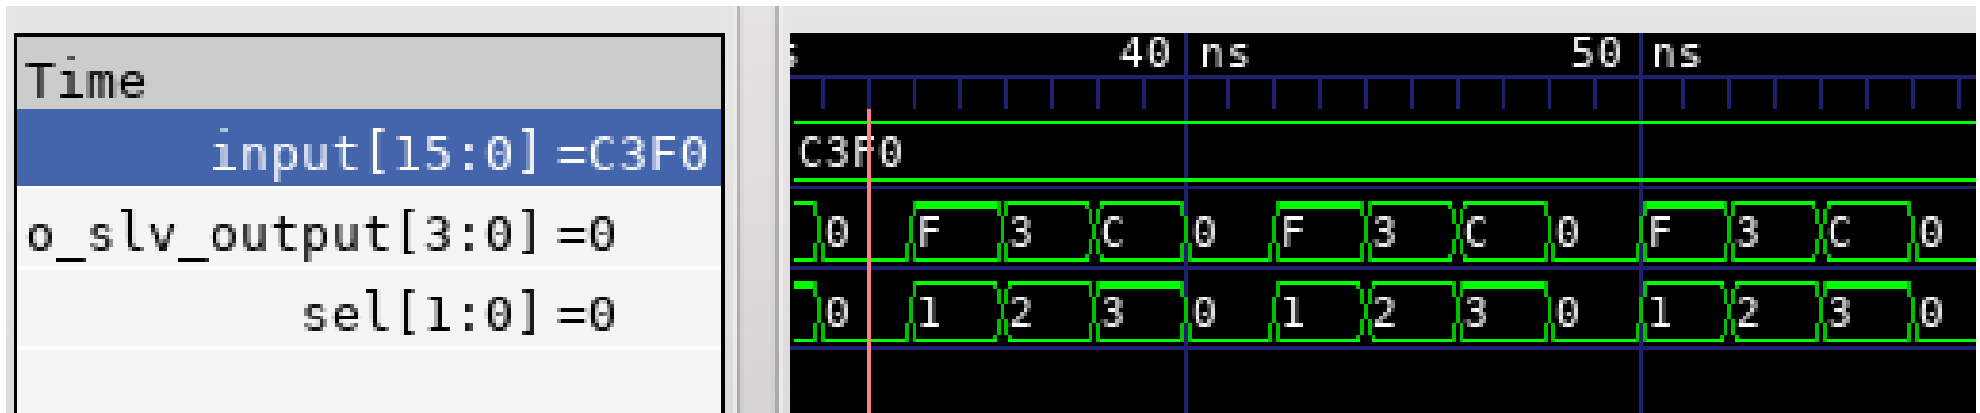 Time
input[15:0] =C3F0
o_slv_output[3:0] =0
sel[1:0] =0
s 40 ns 50 ns
C3F0
0 F 3 C 0 F 3 C 0 F 3 C 0
0 1 2 3 0 1 2 3 0 1 2 3 0